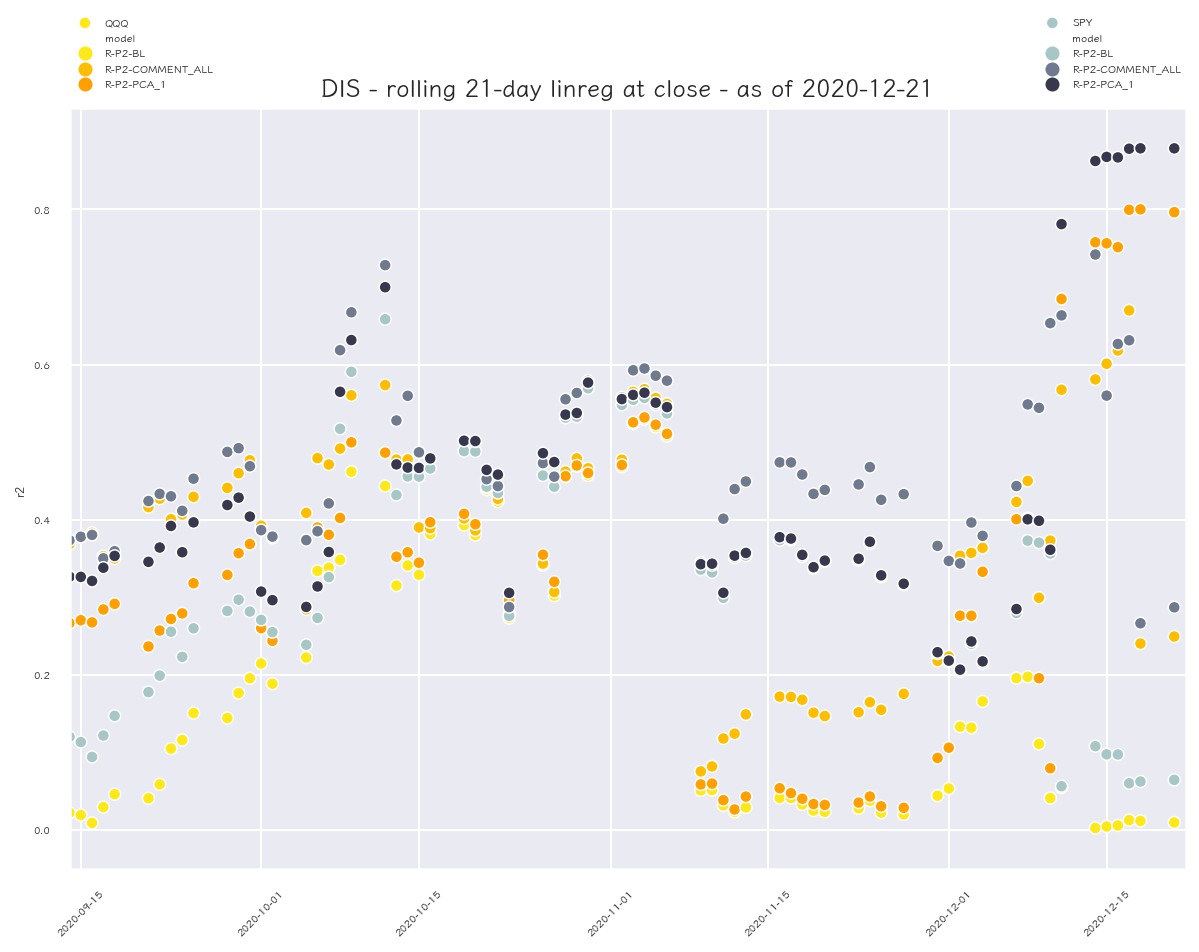 QQQ
model
R-P2-BL
R-P2-COMMENT_ALL
R-P2-PCA_1
SPY
model
R-P2-BL
R-P2-COMMENT_ALL
R-P2-PCA_1
DIS - rolling 21-day linreg at close - as of 2020-12-21
r2
0.8
0.6
0.4
0.2
0.0
2020-09-15
2020-10-01
2020-10-15
2020-11-01
2020-11-15
2020-12-01
2020-12-15